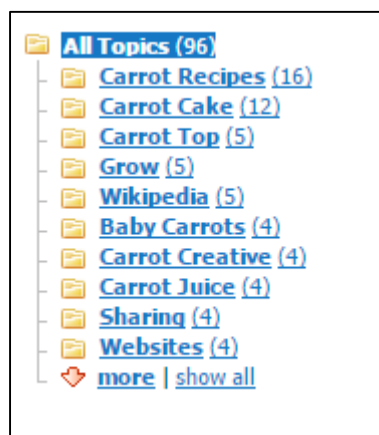 All Topics (96)
Carrot Recipes (16)
Carrot Cake (12)
Carrot Top (5)
Grow (5)
Wikipedia (5)
Baby Carrots (4)
Carrot Creative (4)
Carrot Juice (4)
Sharing (4)
Websites (4)
more | show all